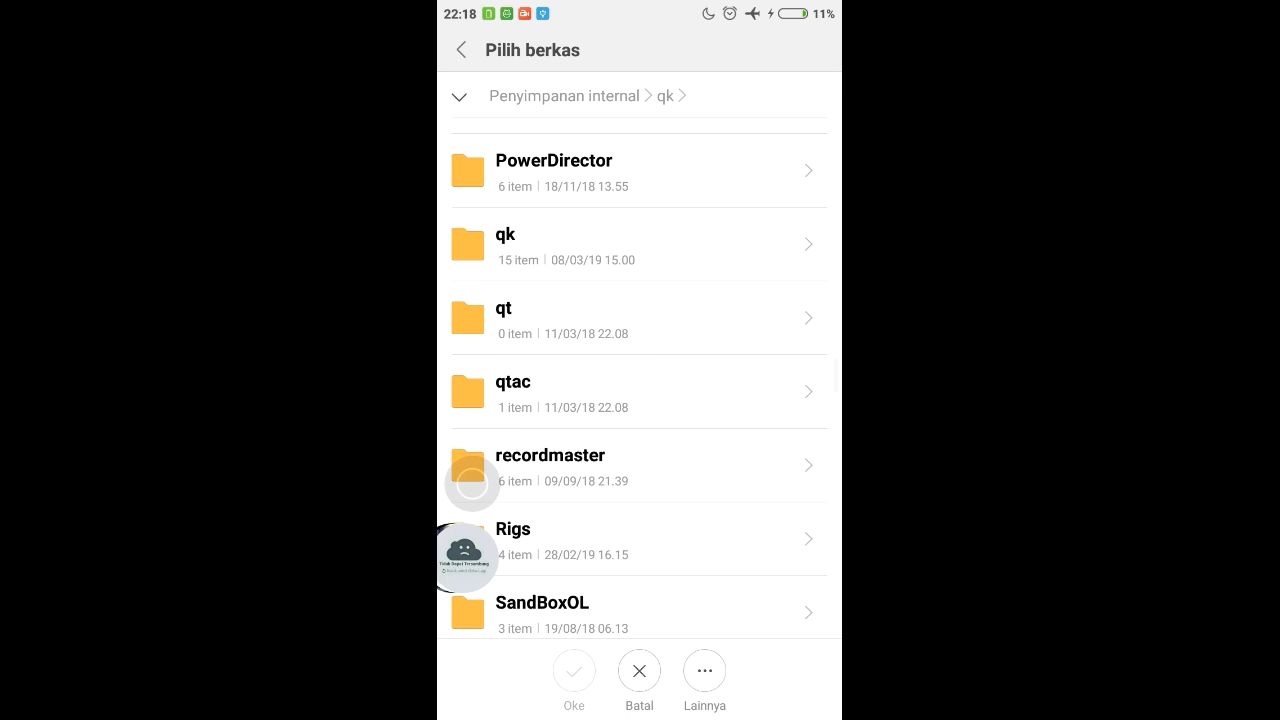 22:18 11%
Pilih berkas
Penyimpanan internal qk
PowerDirector
6 item 18/11/18 13.55
qk
15 item 08/03/19 15.00
qt
0 item 11/03/18 22.08
qtac
1 item 11/03/18 22.08
recordmaster
6 item 09/09/18 21.39
Rigs
4 item 28/02/19 16.15
Tidak Dapat Tersambung
SandBoxOL
3 item 19/08/18 06.13
Oke Batal Lainnya